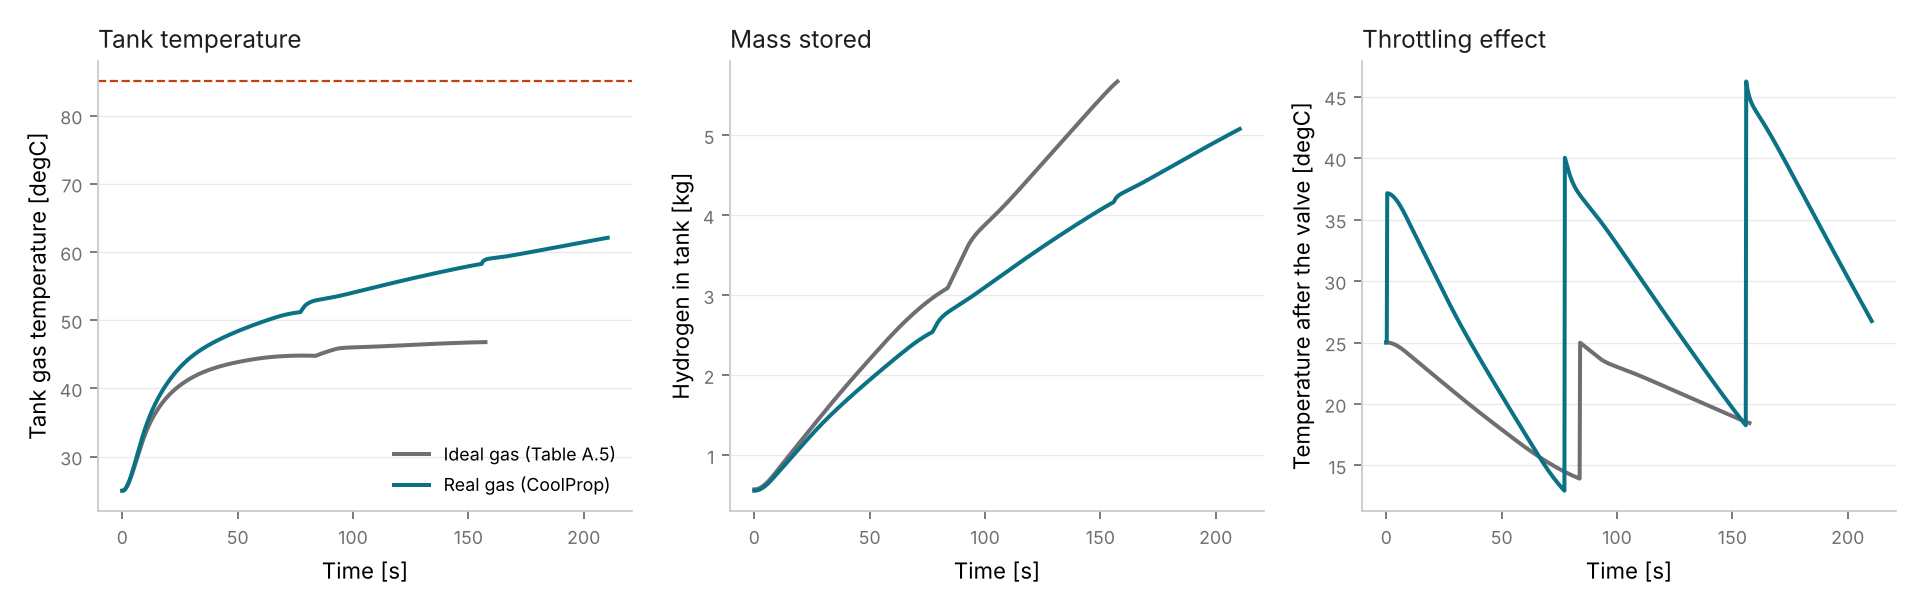 Tank temperature
Tank gas temperature [degC]
80
70
60
50
40
30
Ideal gas (Table A.5)
Real gas (CoolProp)
0 50 100 150 200
Time [s]
Mass stored
Hydrogen in tank [kg]
5
4
3
2
1
0 50 100 150 200
Time [s]
Throttling effect
Temperature after the valve [degC]
45
40
35
30
25
20
15
0 50 100 150 200
Time [s]